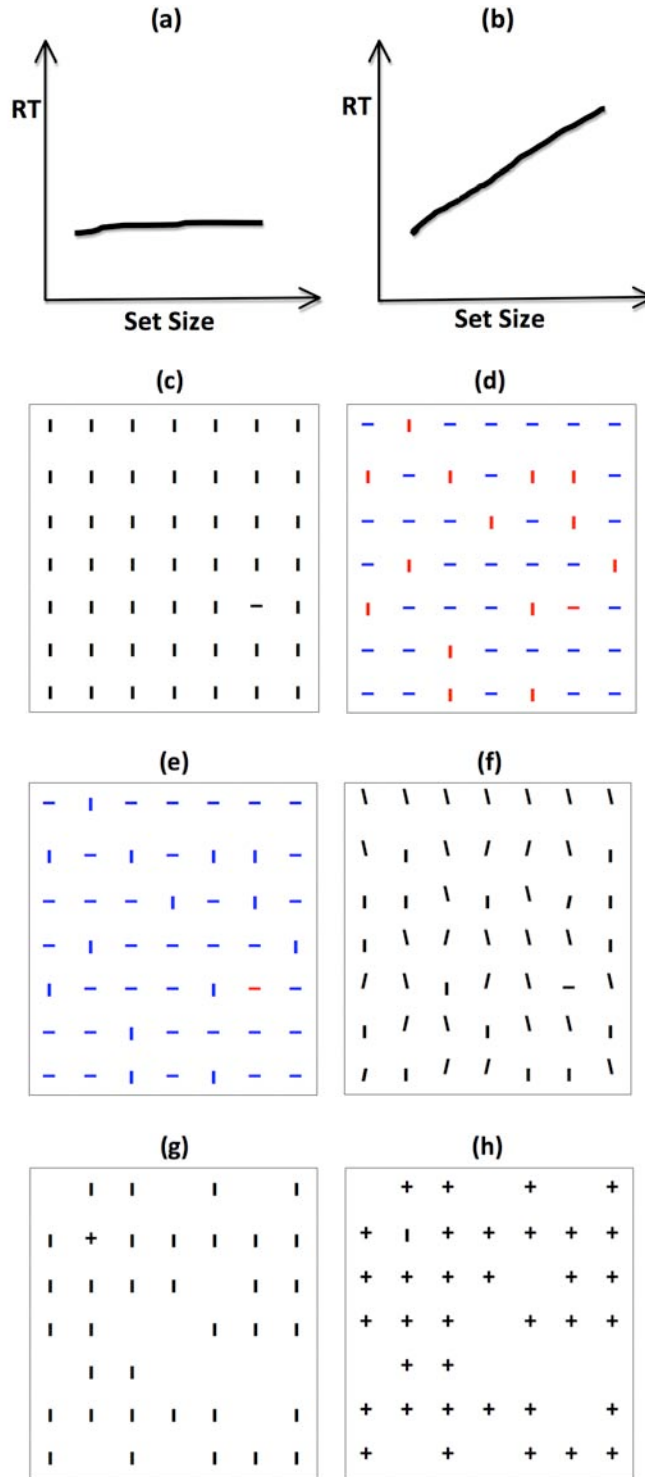 (a) (b)
RT RT
Set Size Set Size
(c) (d)
(e) (f)
(g) (h)